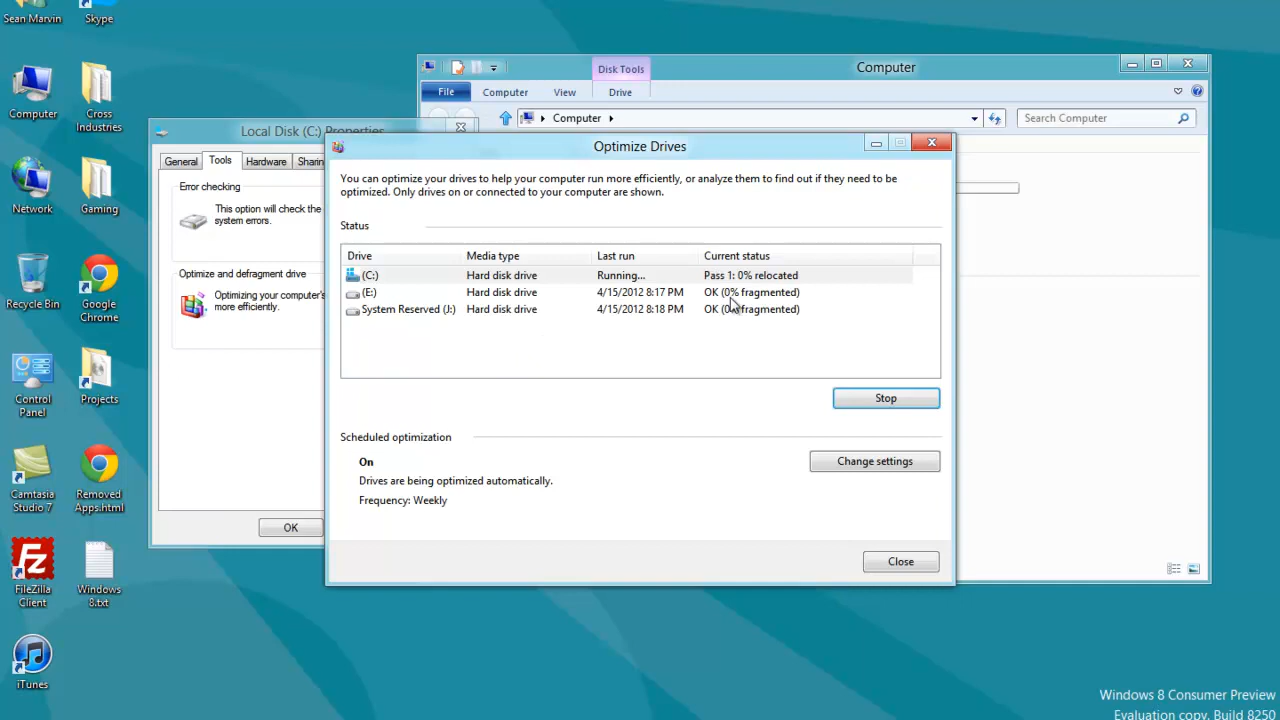 Sean Marvin
Skype
Computer
Cross
Industries
Network
Gaming
Recycle Bin
Google
Chrome
Control
Panel
Projects
Camtasia
Studio 7
Removed
Apps.html
FileZilla
Client
Windows
8.txt
iTunes
Disk Tools
Computer
File
Computer
View
Drive
Computer
Search Computer
Local Disk (C:) Properties
General
Tools
Hardware
Error checking
This option will check the
system errors.
Optimize and defragment drive
Optimizing your computer's
more efficiently.
OK
Optimize Drives
You can optimize your drives to help your computer run more efficiently, or analyze them to find out if they need to be
optimized. Only drives on or connected to your computer are shown.
Status
Drive Media type Last run Current status
(C:) Hard disk drive Running... Pass 1: 0% relocated
(E:) Hard disk drive 4/15/2012 8:17 PM OK (0% fragmented)
System Reserved (J:) Hard disk drive 4/15/2012 8:18 PM OK (0% fragmented)
Stop
Scheduled optimization
On
Change settings
Drives are being optimized automatically.
Frequency: Weekly
Close
Windows 8 Consumer Preview
Evaluation copy. Build 8250